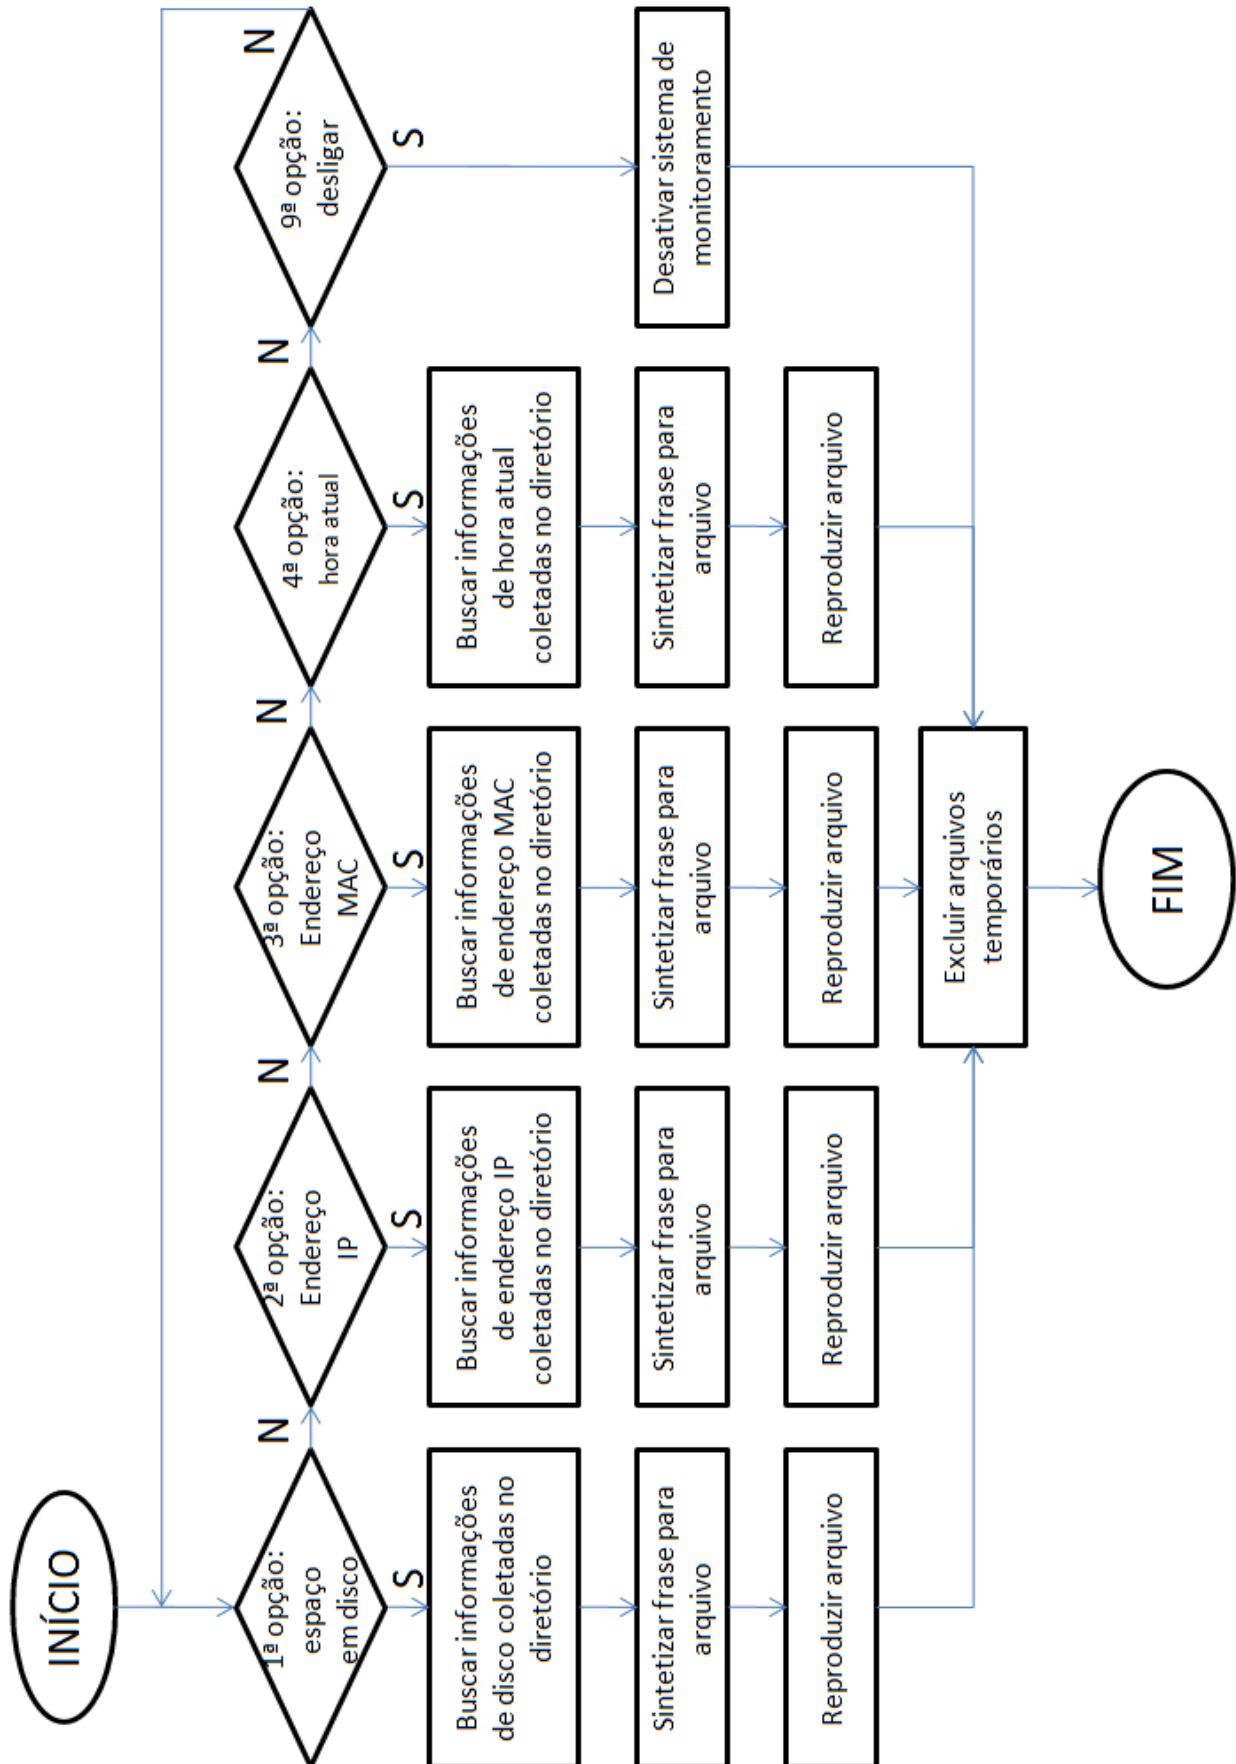 INÍCIO
1ª opção:
espaço
em disco
N
S
2ª opção:
Endereço
IP
N
S
3ª opção:
Endereço
MAC
N
S
4ª opção:
hora atual
N
S
9ª opção:
desligar
N
S
Buscar informações
de disco coletadas no
diretório
Buscar informações
de endereço IP
coletadas no diretório
Buscar informações
de endereço MAC
coletadas no diretório
Buscar informações
de hora atual
coletadas no diretório
Sintetizar frase para
arquivo
Sintetizar frase para
arquivo
Sintetizar frase para
arquivo
Sintetizar frase para
arquivo
Desativar sistema de
monitoramento
Reproduzir arquivo
Reproduzir arquivo
Reproduzir arquivo
Reproduzir arquivo
Excluir arquivos
temporários
FIM